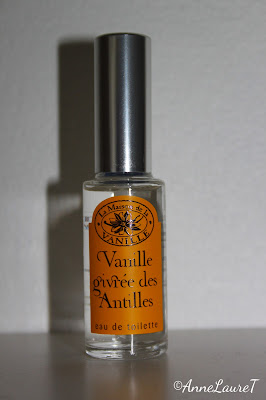 La Maison de la
VANILLE
Vanille
givrée des
Antilles
eau de toilette
©AnneLaureT